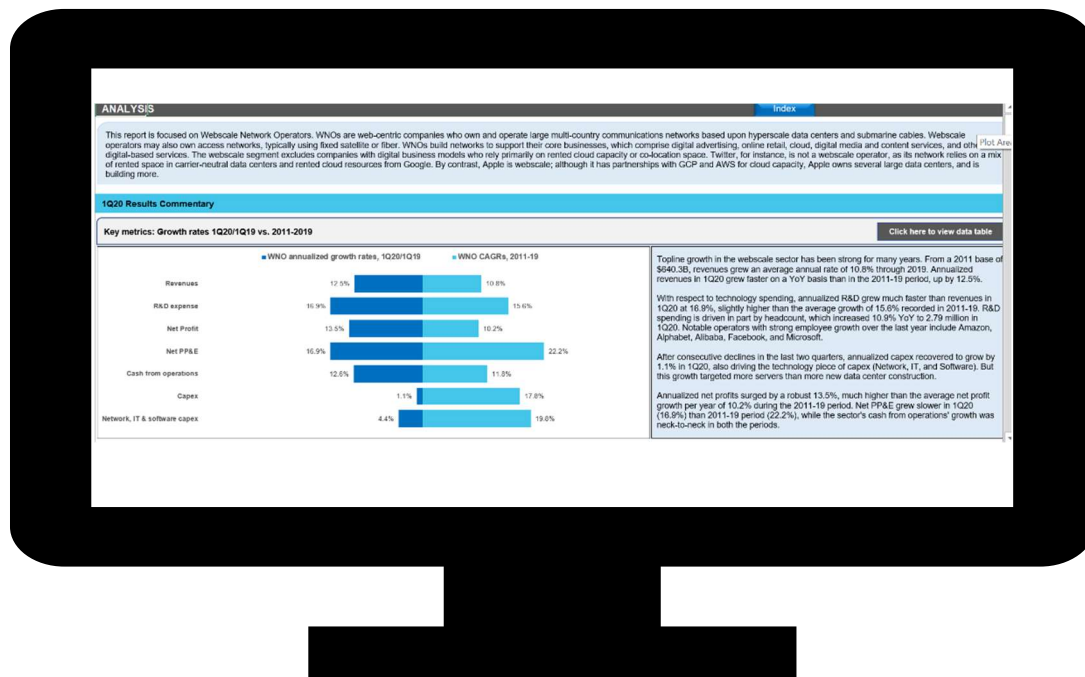 ANALYSIS
Index
This report is focused on Webscale Network Operators. WNOs are web-centric companies who own and operate large multi-country communications networks based upon hyperscale data centers and submarine cables. Webscale
operators may also own access networks, typically using fixed satellite or fiber. WNOs build networks to support their core businesses, which comprise digital advertising, online retail, cloud, digital media and content services, and
digital-based services. The webscale segment excludes companies with digital business models who rely primarily on rented cloud capacity or co-location space. Twitter, for instance, is not a webscale operator, as its network relies on a mix
of rented space in carrier-neutral data centers and rented cloud resources from Google. By contrast, Apple is webscale; although it has partnerships with GCP and AWS for cloud capacity, Apple owns several large data centers, and is
building more.
Plot Area
1Q20 Results Commentary
Key metrics: Growth rates 1Q20/1Q19 vs. 2011-2019
Click here to view data table
WNO annualized growth rates, 1Q20/1Q19
WNO CAGRs, 2011-19
Revenues 12.5% 10.8%
R&D expense 16.9% 15.6%
Net Profit 13.5% 10.2%
Net PP&E 16.9% 22.2%
Cash from operations 12.6% 11.8%
Capex 1.1% 17.8%
Network, IT & software capex 4.4% 19.8%
Topline growth in the webscale sector has been strong for many years. From a 2011 base of
$640.3B, revenues grew an average annual rate of 10.8% through 2019. Annualized
revenues in 1Q20 grew faster on a YoY basis than in the 2011-19 period, up by 12.5%.
With respect to technology spending, annualized R&D grew much faster than revenues in
1Q20 at 16.9%, slightly higher than the average growth of 15.6% recorded in 2011-19. R&D
spending is driven in part by headcount, which increased 10.9% YoY to 2.79 million in
1Q20. Notable operators with strong employee growth over the last year include Amazon,
Alphabet, Alibaba, Facebook, and Microsoft.
After consecutive declines in the last two quarters, annualized capex recovered to grow by
1.1% in 1Q20, also driving the technology piece of capex (Network, IT, and Software). But
this growth targeted more servers than more new data center construction.
Annualized net profits surged by a robust 13.5%, much higher than the average net profit
growth per year of 10.2% during the 2011-19 period. Net PP&E grew slower in 1Q20
(16.9%) than 2011-19 period (22.2%), while the sector's cash from operations' growth was
neck-to-neck in both the periods.